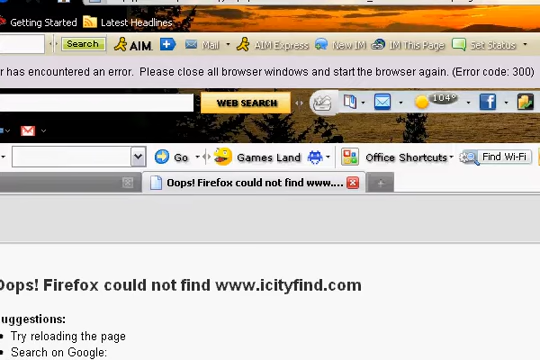 Getting Started Latest Headlines
Search AIM Mail AIM Express New IM IM This Page Set Status
r has encountered an error. Please close all browser windows and start the browser again. (Error code: 300)
WEB SEARCH 104°
Go Games Land Office Shortcuts Find Wi-Fi
Oops! Firefox could not find www....
Oops! Firefox could not find www.icityfind.com
uggestions:
Try reloading the page
Search on Google: